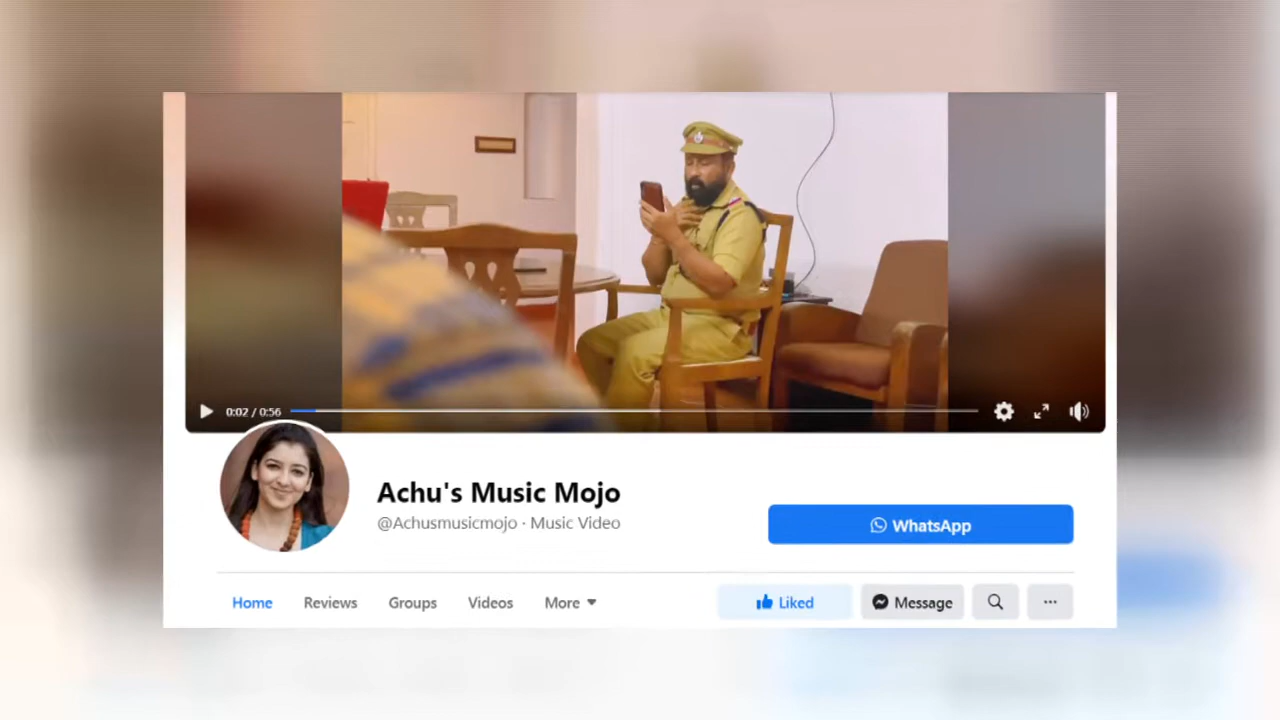 0:02 / 0:56
Achu's Music Mojo
@Achusmusicmojo · Music Video
WhatsApp
Home Reviews Groups Videos More
Liked Message